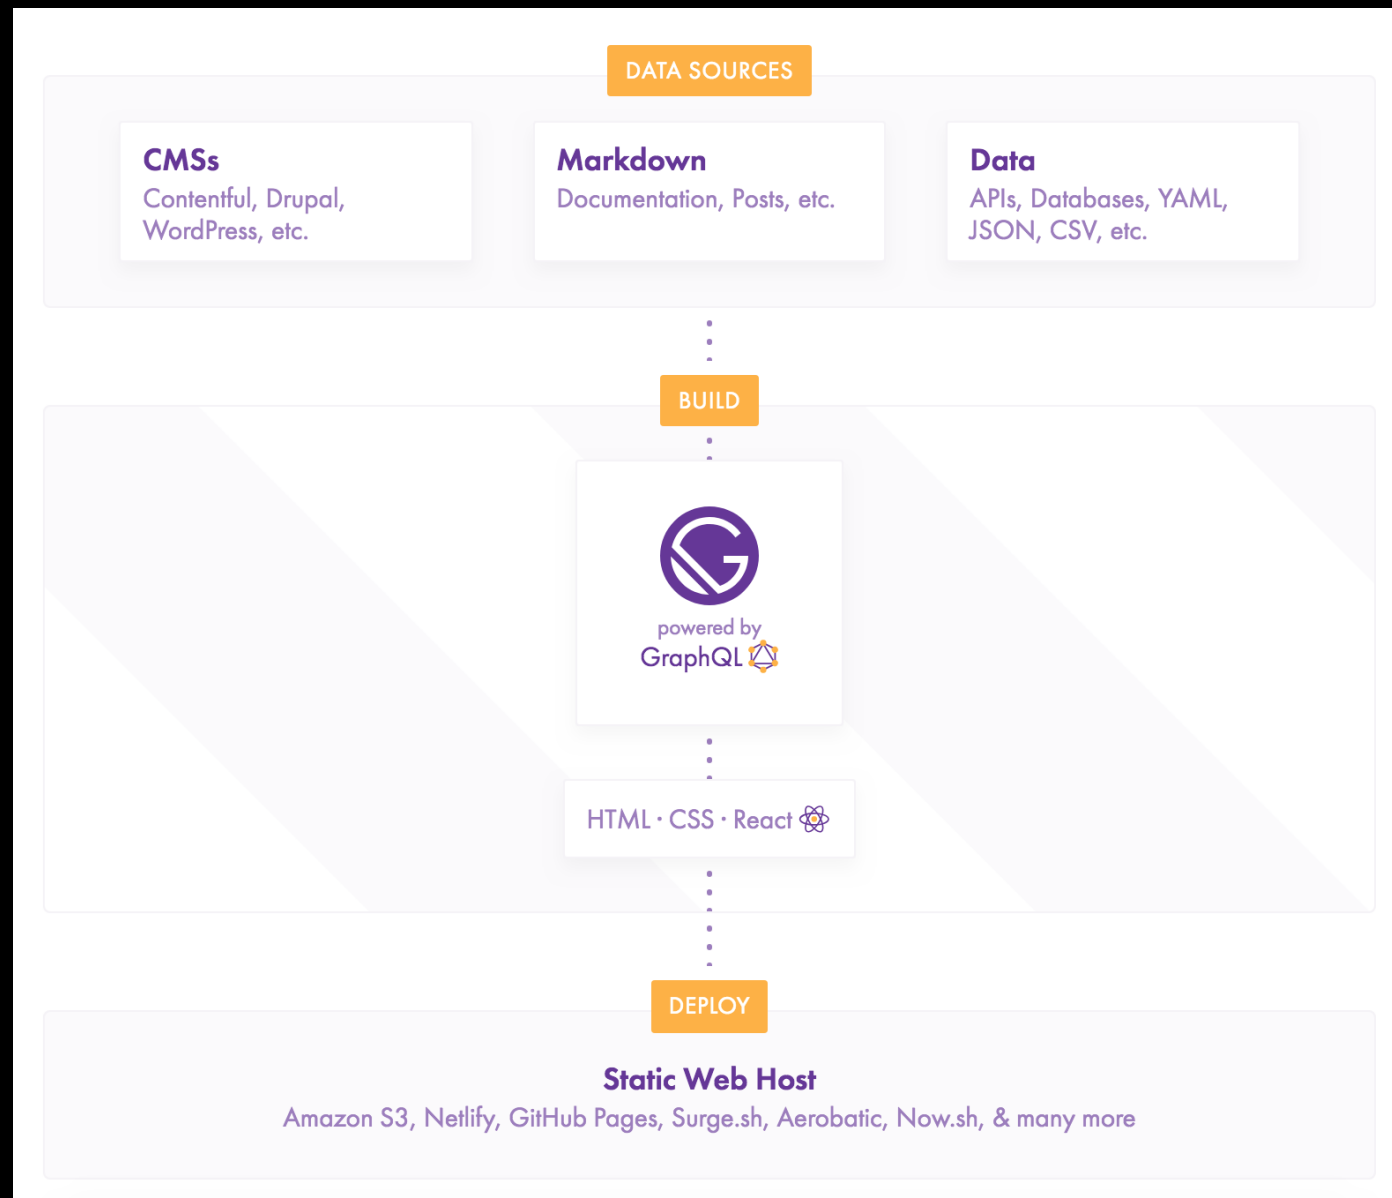 DATA SOURCES
CMSs
Contentful, Drupal,
WordPress, etc.
Markdown
Documentation, Posts, etc.
Data
APIs, Databases, YAML,
JSON, CSV, etc.
BUILD
powered by
GraphQL
HTML · CSS · React
DEPLOY
Static Web Host
Amazon S3, Netlify, GitHub Pages, Surge.sh, Aerobatic, Now.sh, & many more